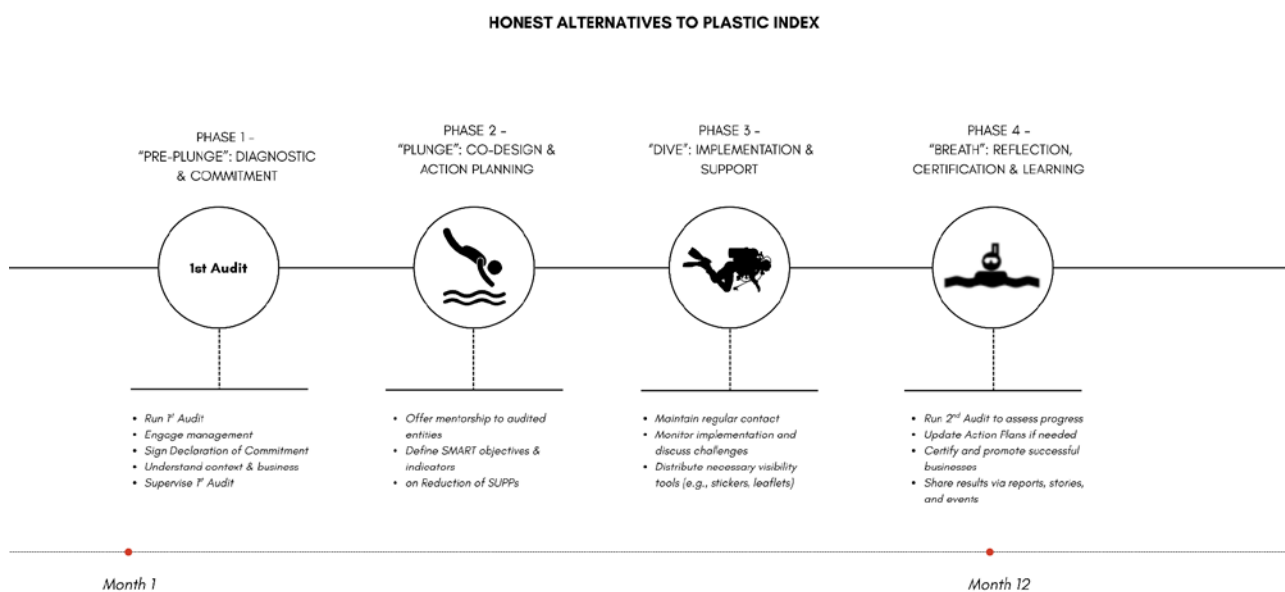 HONEST ALTERNATIVES TO PLASTIC INDEX
PHASE 1 -
"PRE-PLUNGE": DIAGNOSTIC
& COMMITMENT
1st Audit
• Run 1st Audit
• Engage management
• Sign Declaration of Commitment
• Understand context & business
• Supervise 1st Audit
PHASE 2 -
"PLUNGE": CO-DESIGN &
ACTION PLANNING
• Offer mentorship to audited
entities
• Define SMART objectives &
indicators
• on Reduction of SUPPs
PHASE 3 -
"DIVE": IMPLEMENTATION &
SUPPORT
• Maintain regular contact
• Monitor implementation and
discuss challenges
• Distribute necessary visibility
tools (e.g., stickers, leaflets)
PHASE 4 -
"BREATH": REFLECTION,
CERTIFICATION & LEARNING
• Run 2nd Audit to assess progress
• Update Action Plans if needed
• Certify and promote successful
businesses
• Share results via reports, stories,
and events
Month 1
Month 12